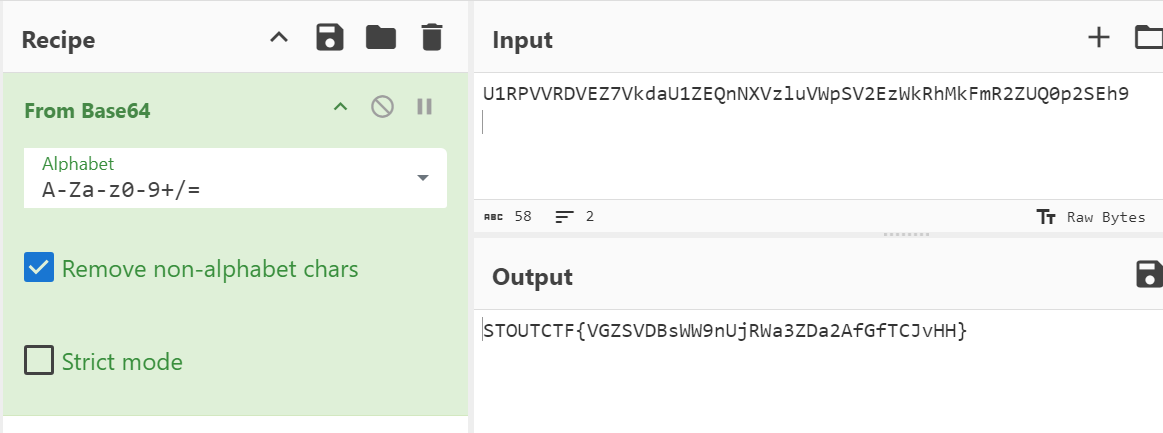 Recipe
Input
From Base64
U1RPVVRDVEZ7VkdaU1ZEQnNXVzluVWpSV2EzWkRhMkFmR2ZUQ0p2SEh9
Alphabet
A-Za-z0-9+/=
ABC 58 2
Tт Raw Bytes
Remove non-alphabet chars
Output
STOUTCTF{VGZSVDBsWW9nUjRWa3ZDa2AfGfTCJvHH}
Strict mode